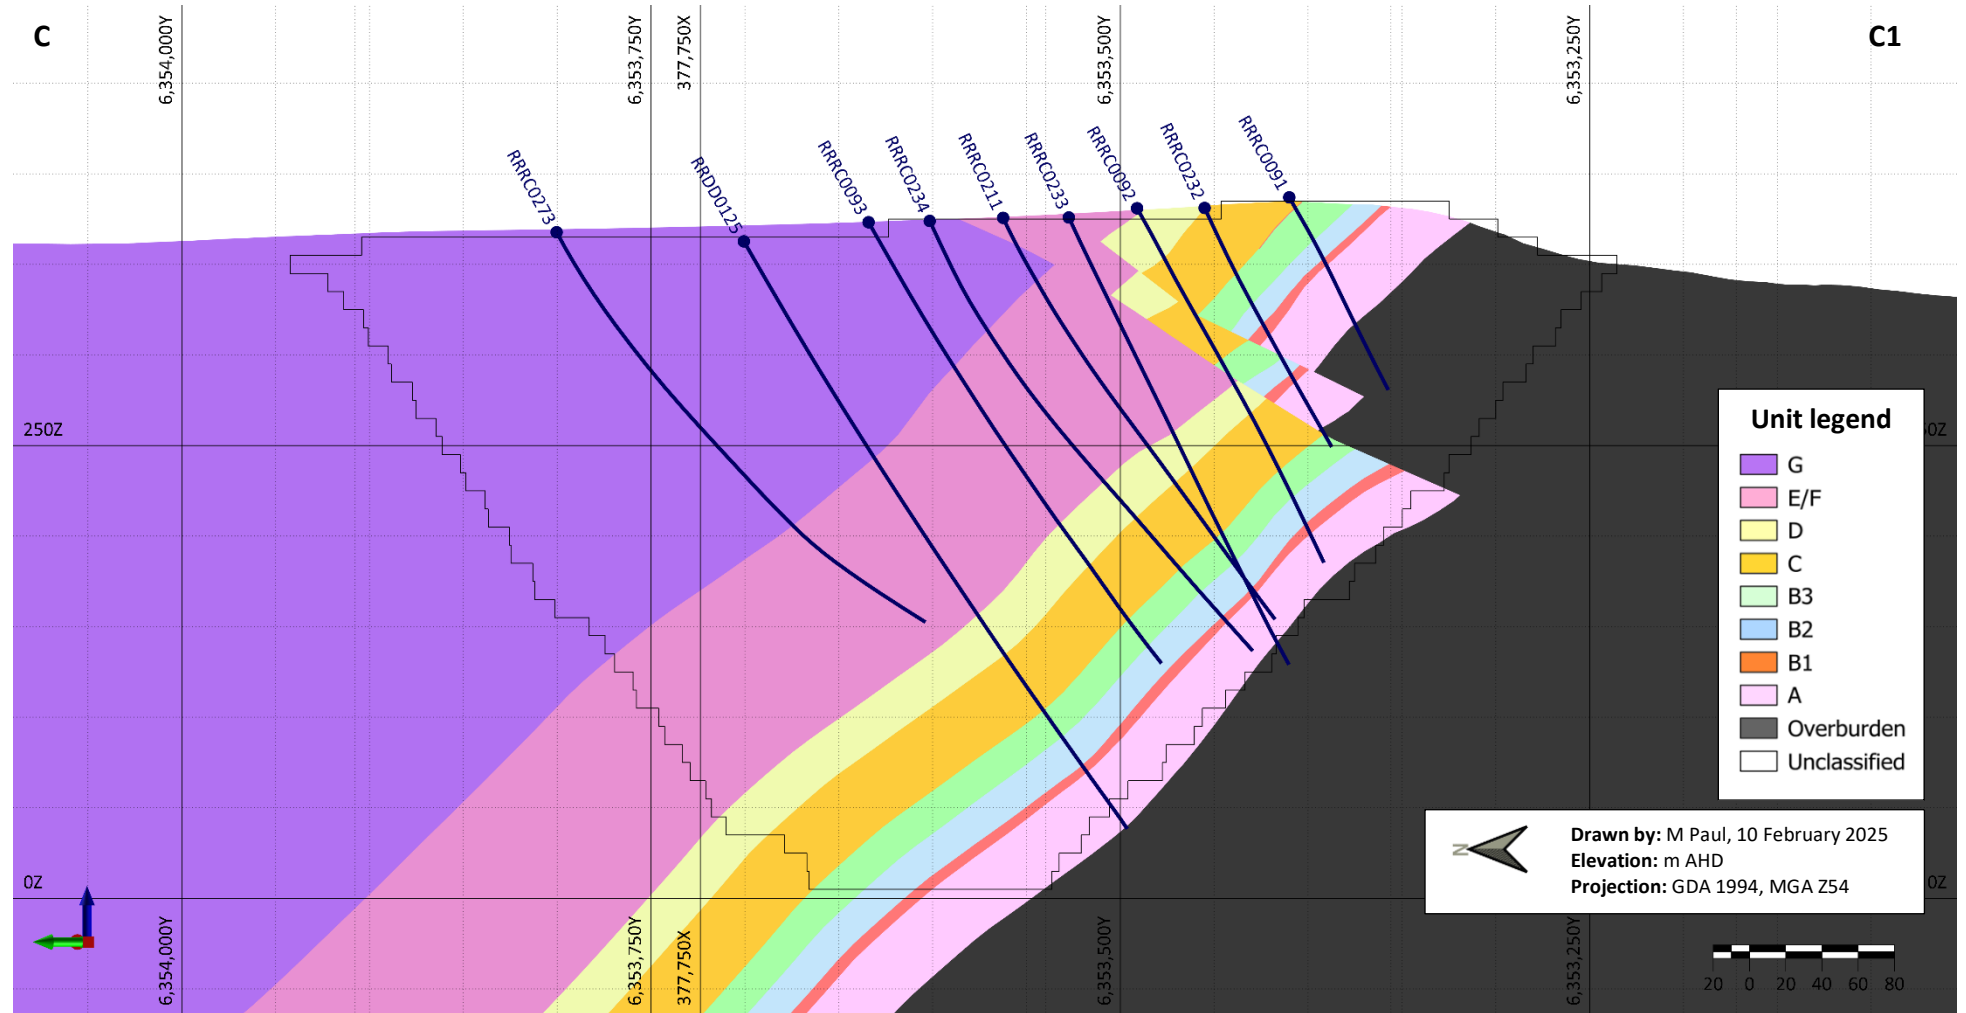 C
C1
6,354,000Y
6,353,750Y
377,750X
6,353,500Y
6,353,250Y
RRRC0273
RRDD0125
RRRC0093
RRRC0234
RRRC0211
RRRC0233
RRRC0092
RRRC0232
RRRC0091
250Z
0Z
Unit legend
G
E/F
D
C
B3
B2
B1
A
Overburden
Unclassified
N
Drawn by: M Paul, 10 February 2025
Elevation: m AHD
Projection: GDA 1994, MGA Z54
0Z
0Z
6,354,000Y
6,353,750Y
377,750X
6,353,500Y
6,353,250Y
20 0 20 40 60 80